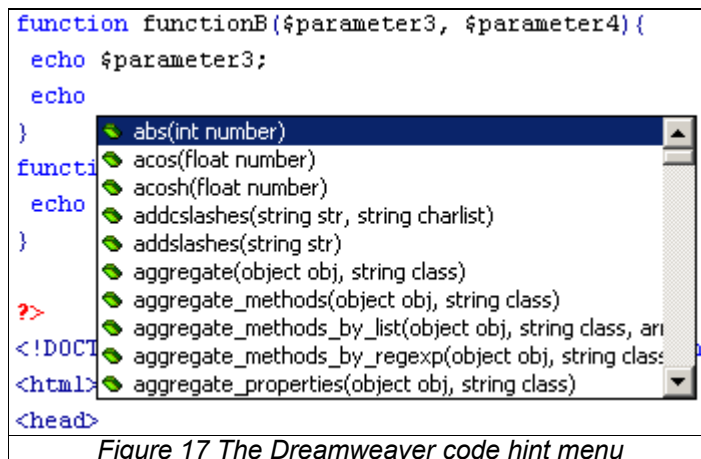 function functionB($parameter3, $parameter4){
echo $parameter3;
echo
}
abs(int number)
acos(float number)
functi
acosh(float number)
echo
addcslashes(string str, string charlist)
}
addslashes(string str)
aggregate(object obj, string class)
?>
aggregate_methods(object obj, string class)
aggregate_methods_by_list(object obj, string class, arr
<!DOCT
aggregate_methods_by_regexp(object obj, string class
<html>
aggregate_properties(object obj, string class)
<head>
Figure 17 The Dreamweaver code hint menu